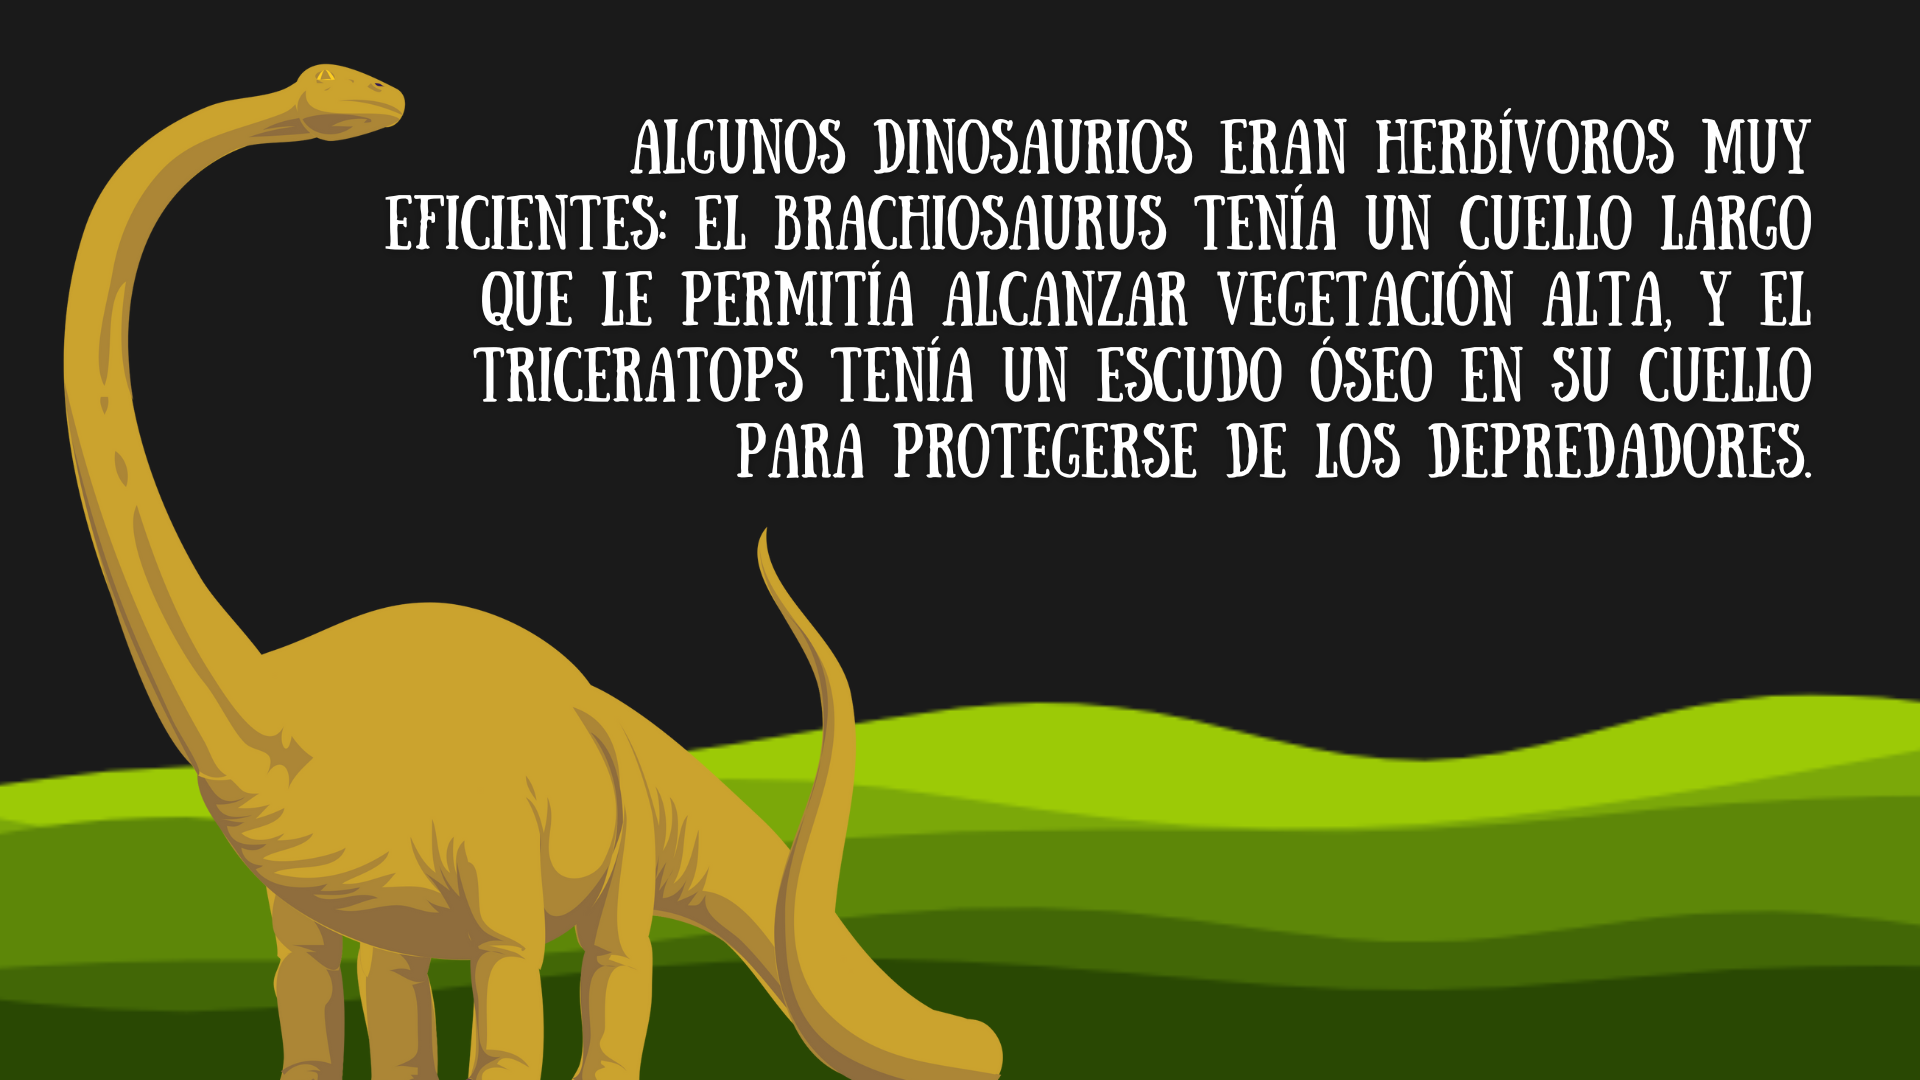 ALGUNOS DINOSAURIOS ERAN HERBÍVOROS MUY
EFICIENTES: EL BRACHIOSAURUS TENÍA UN CUELLO LARGO
QUE LE PERMITÍA ALCANZAR VEGETACIÓN ALTA, Y EL
TRICERATOPS TENÍA UN ESCUDO ÓSEO EN SU CUELLO
PARA PROTEGERSE DE LOS DEPREDADORES.